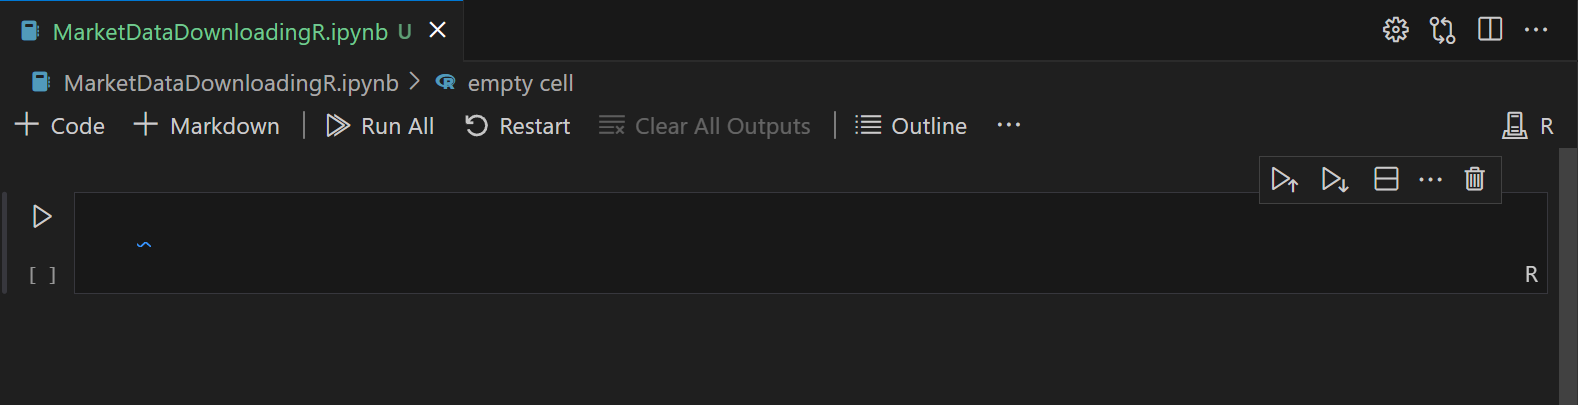 MarketDataDownloadingR.ipynb U
MarketDataDownloadingR.ipynb > empty cell
+ Code + Markdown | Run All Restart Clear All Outputs | Outline ... R
[ ]
R